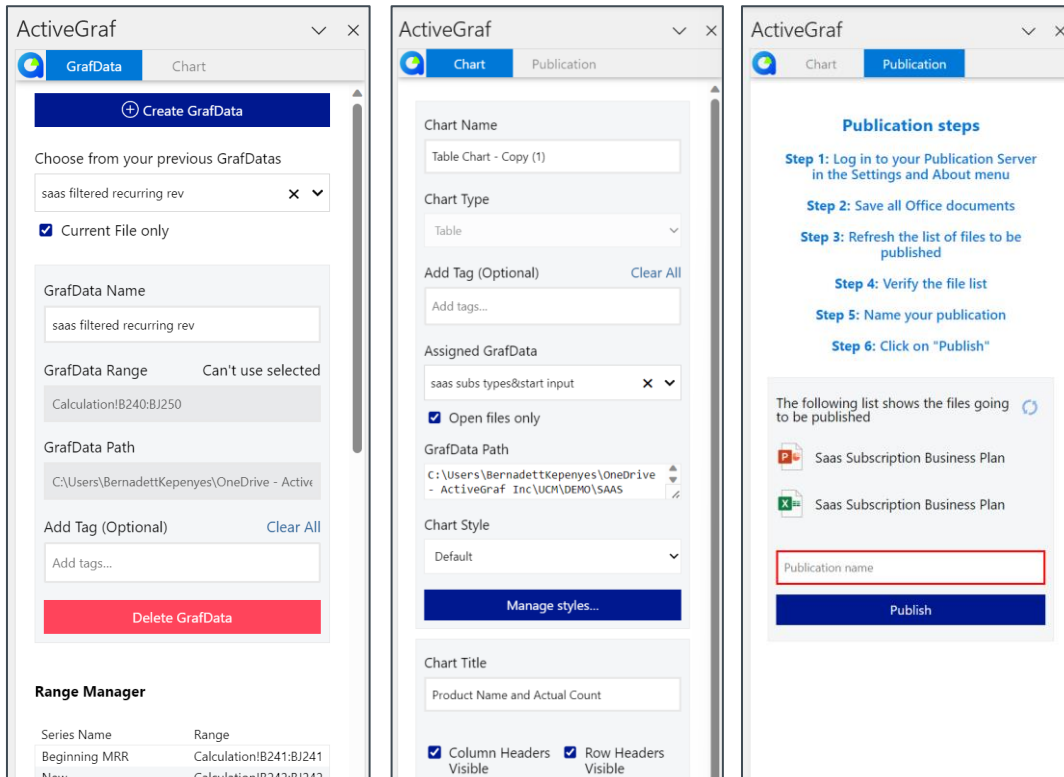 ActiveGraf
GrafData Chart
Create GrafData
Choose from your previous GrafDatas
saas filtered recurring rev
Current File only
GrafData Name
saas filtered recurring rev
GrafData Range Can't use selected
Calculation!B240:BJ250
GrafData Path
C:\Users\BernadettKepenyes\OneDrive - Active
Add Tag (Optional) Clear All
Add tags...
Delete GrafData
Range Manager
Series Name Range
Beginning MRR Calculation!B241:BJ241
New Calculation!B242:BJ242
ActiveGraf
Chart Publication
Chart Name
Table Chart - Copy (1)
Chart Type
Table
Add Tag (Optional) Clear All
Add tags...
Assigned GrafData
saas subs types&start input
Open files only
GrafData Path
C:\Users\BernadettKepenyes\OneDrive
- ActiveGraf Inc\UCM\DEMO\SAAS
Chart Style
Default
Manage styles...
Chart Title
Product Name and Actual Count
Column Headers Visible
Row Headers Visible
ActiveGraf
Chart Publication
Publication steps
Step 1: Log in to your Publication Server
in the Settings and About menu
Step 2: Save all Office documents
Step 3: Refresh the list of files to be
published
Step 4: Verify the file list
Step 5: Name your publication
Step 6: Click on "Publish"
The following list shows the files going
to be published
Saas Subscription Business Plan
Saas Subscription Business Plan
Publication name
Publish